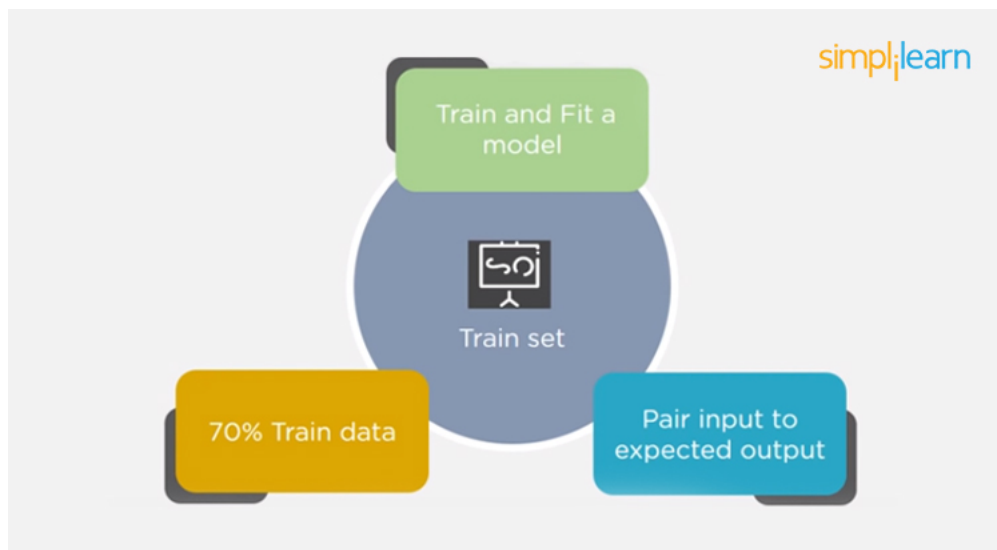 simplilearn
Train and Fit a
model
Train set
70% Train data
Pair input to
expected output